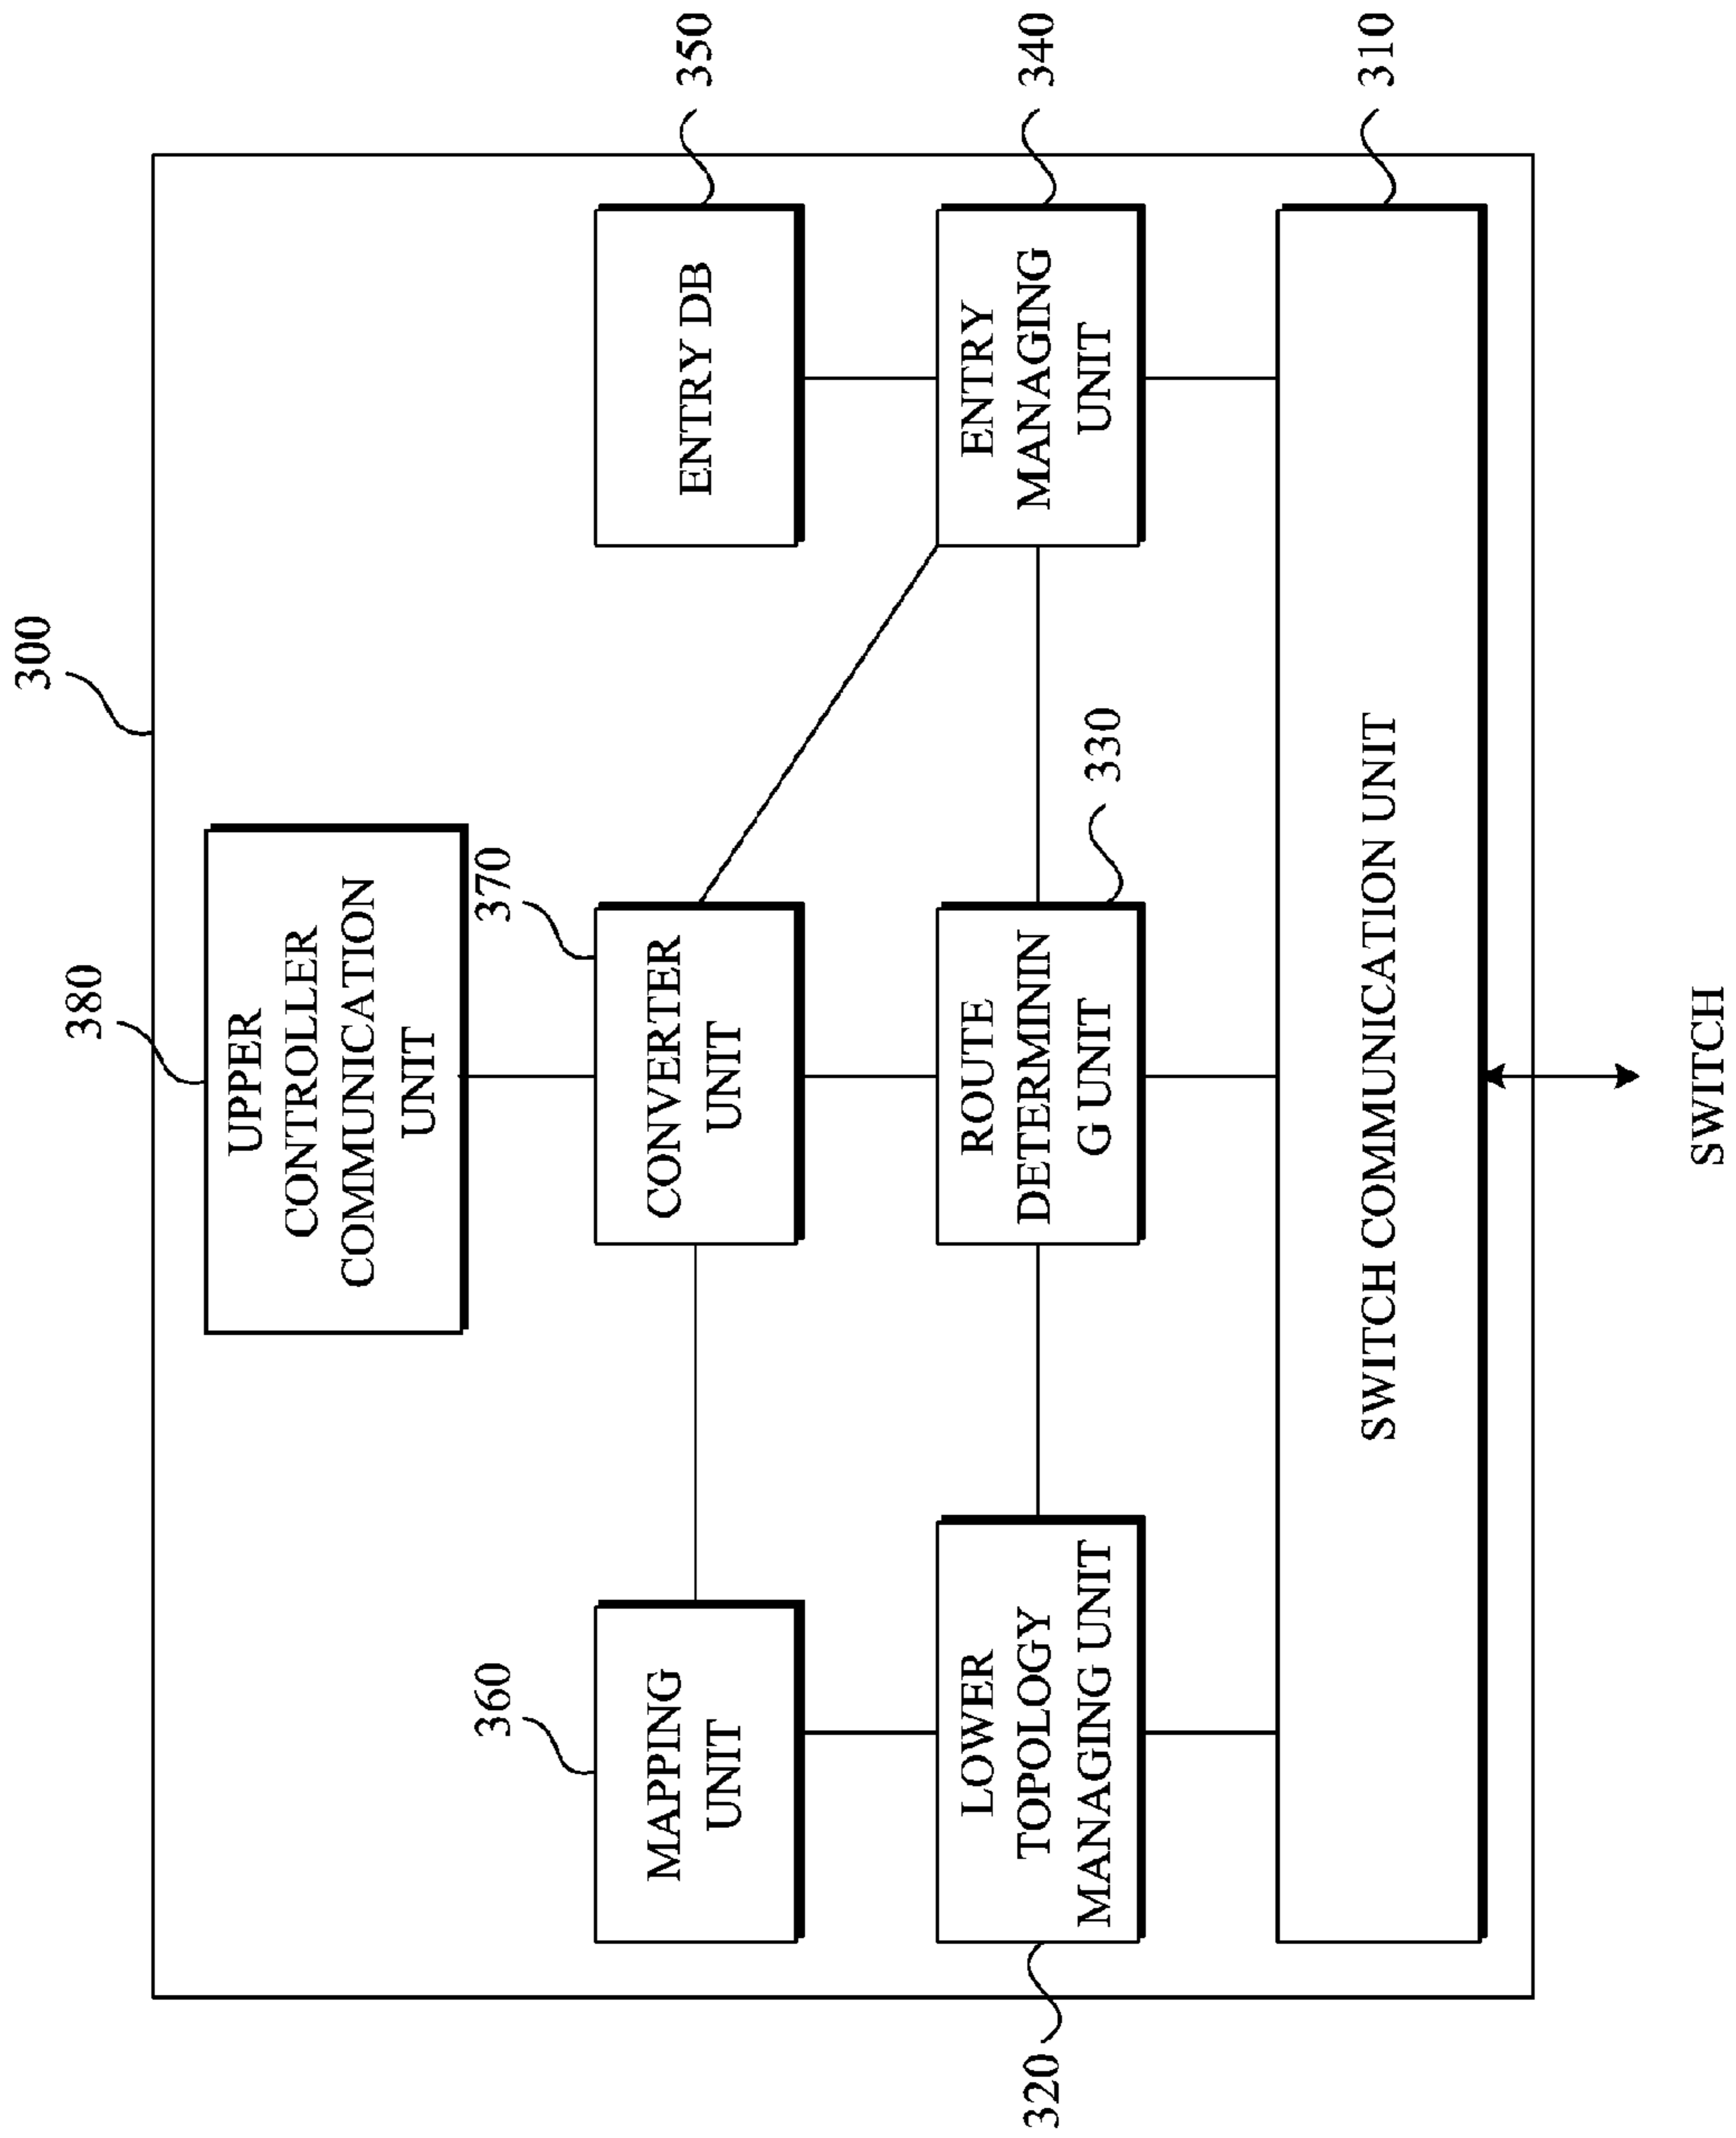 300
380
UPPER
CONTROLLER
COMMUNICATION
UNIT
360
370
350
MAPPING
UNIT
CONVERTER
UNIT
ENTRY DB
320
LOWER
TOPOLOGY
MANAGING UNIT
ROUTE
DETERMININ
G UNIT
330
ENTRY
MANAGING
UNIT
340
SWITCH COMMUNICATION UNIT
310
SWITCH